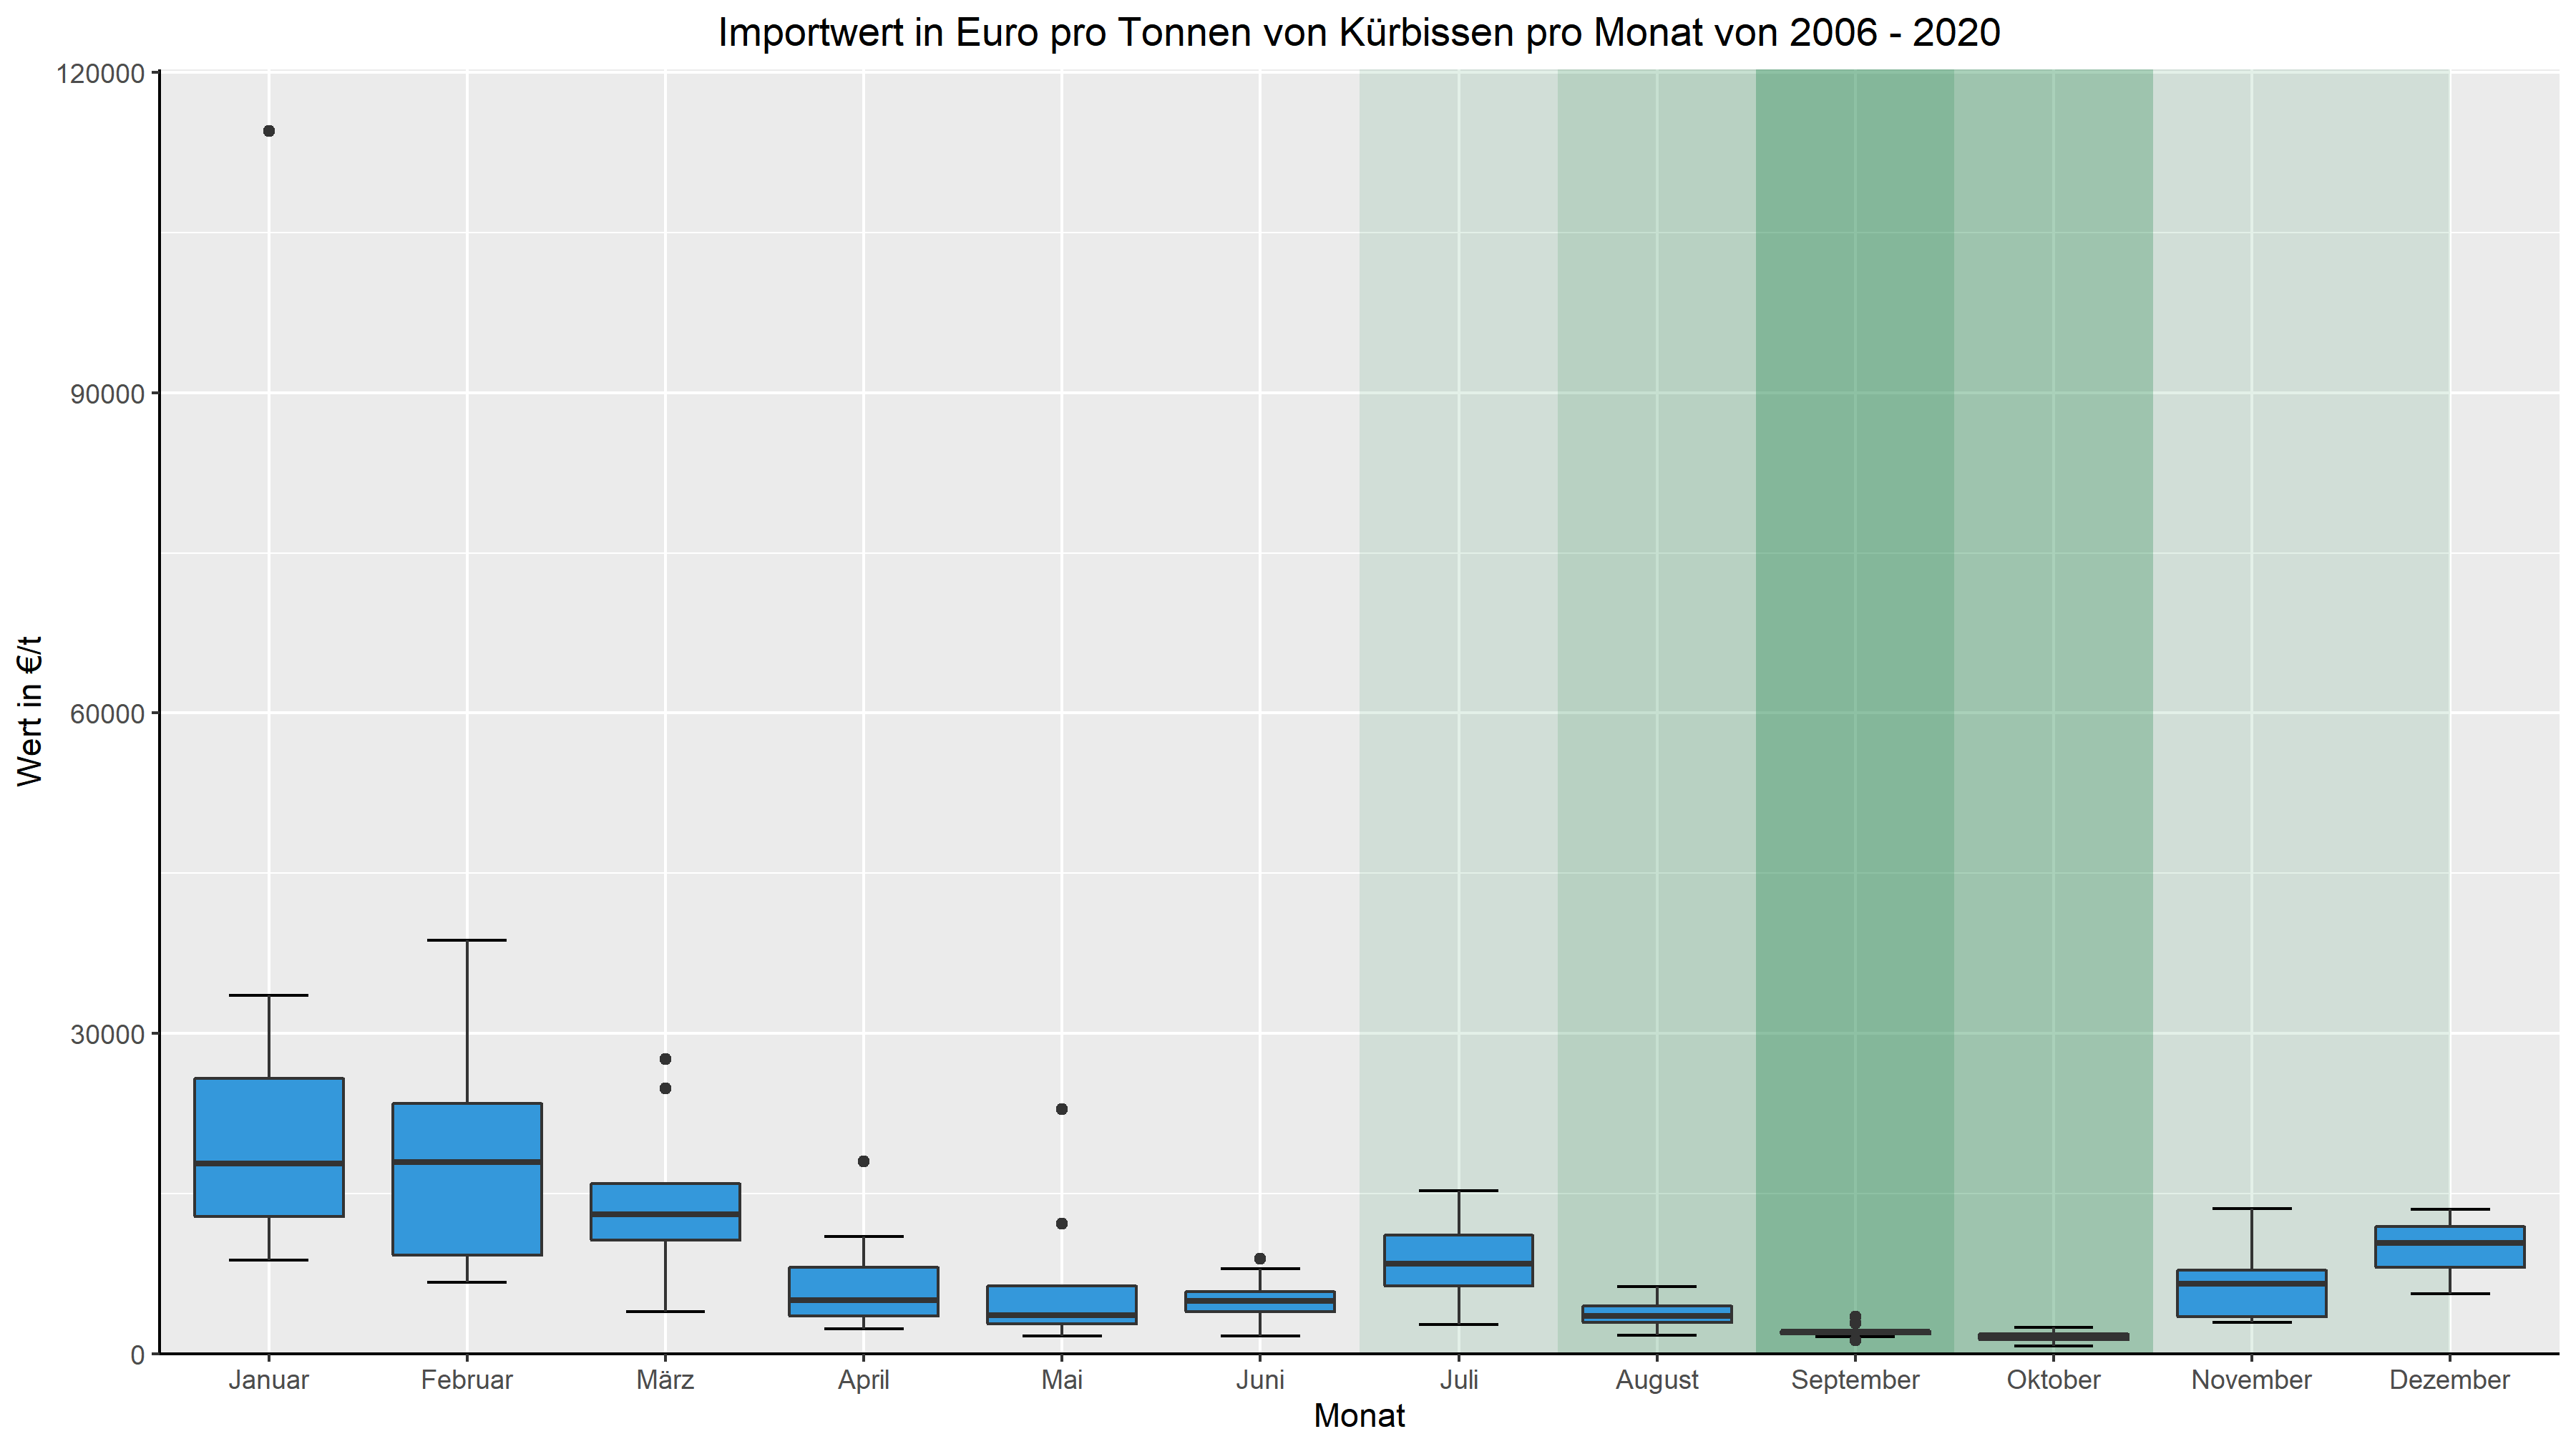 Importwert in Euro pro Tonnen von Kürbissen pro Monat von 2006 - 2020
120000
90000
60000
30000
0
Wert in €/t
Januar Februar März April Mai Juni Juli August September Oktober November Dezember
Monat